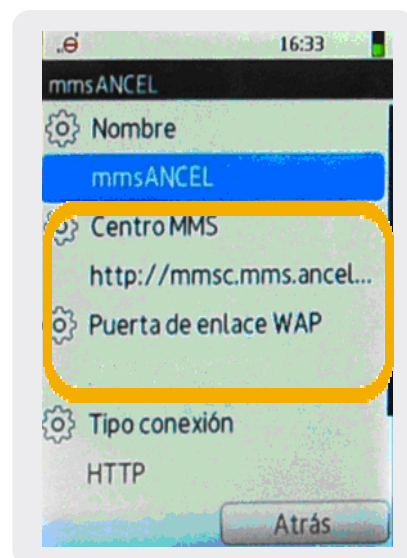 16:33
mmsANCEL
Nombre
mmsANCEL
Centro MMS
http://mmsc.mms.ancel...
Puerta de enlace WAP
Tipo conexión
HTTP
Atrás